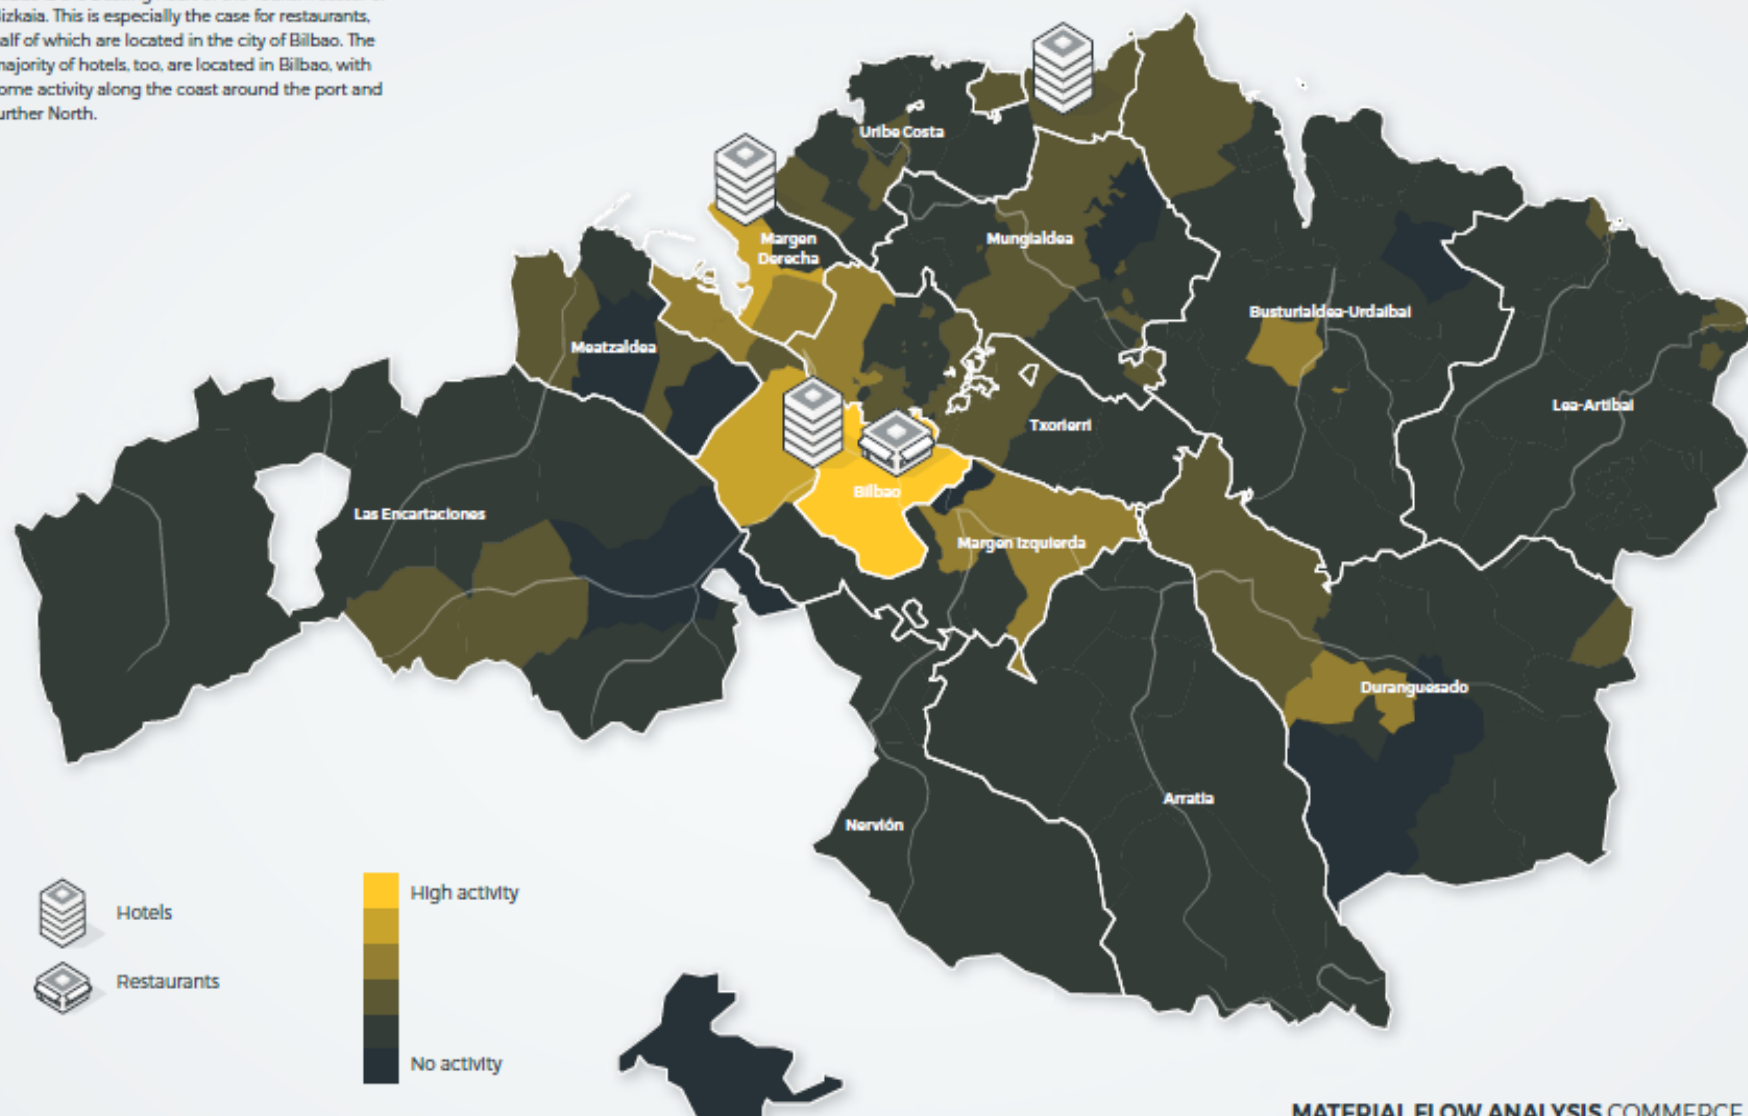 izkaia. This is especially the case for restaurants,
alf of which are located in the city of Bilbao. The
najority of hotels, too, are located in Bilbao, with
ome activity along the coast around the port and
urther North.
Uribe Costa
Margen
Derecha
Mungialdea
Meatzaldea
Busturialdea-Urdaibai
Lea-Artibai
Txorierri
Bilbao
Las Encartaciones
Margen Izquierda
Duranguesado
Arratia
Nervión
High activity
Hotels
Restaurants
No activity
MATERIAL FLOW ANALYSIS COMMERCE